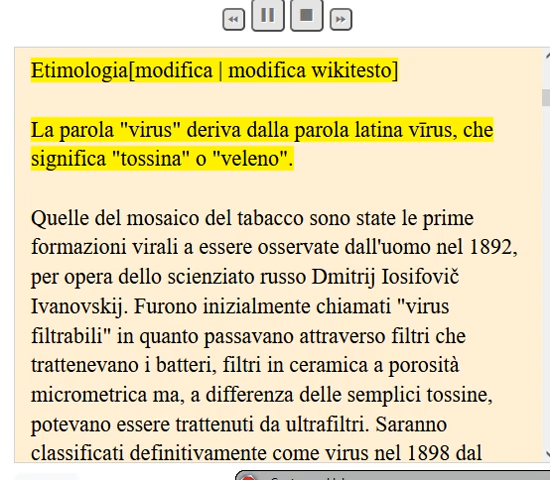 Etimologia[modifica | modifica wikitesto]
La parola "virus" deriva dalla parola latina vīrus, che
significa "tossina" o "veleno".
Quelle del mosaico del tabacco sono state le prime
formazioni virali a essere osservate dall'uomo nel 1892,
per opera dello scienziato russo Dmitrij Iosifovič
Ivanovskij. Furono inizialmente chiamati "virus
filtrabili" in quanto passavano attraverso filtri che
trattenevano i batteri, filtri in ceramica a porosità
micrometrica ma, a differenza delle semplici tossine,
potevano essere trattenuti da ultrafiltri. Saranno
classificati definitivamente come virus nel 1898 dal